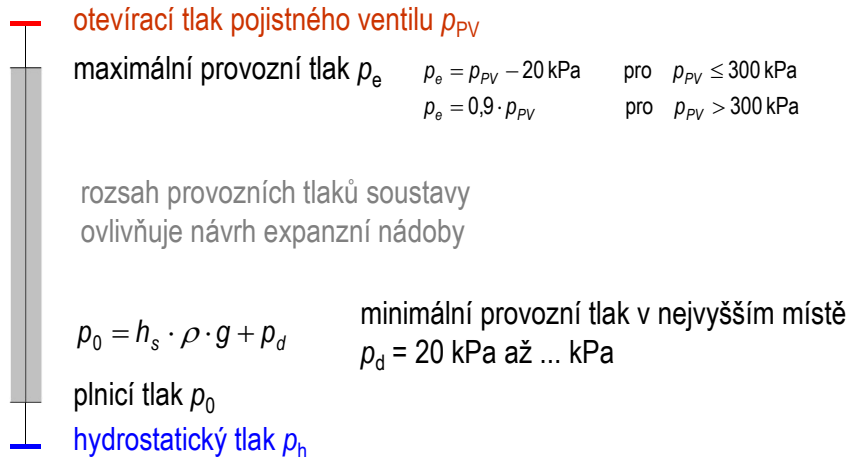 otevírací tlak pojistného ventilu pPV
maximální provozní tlak pe
pe = pPV − 20 kPa pro pPV ≤ 300 kPa
pe = 0,9 · pPV pro pPV > 300 kPa
rozsah provozních tlaků soustavy
ovlivňuje návrh expanzní nádoby
p0 = hs · ρ · g + pd
minimální provozní tlak v nejvyšším místě
pd = 20 kPa až ... kPa
plnicí tlak p0
hydrostatický tlak ph